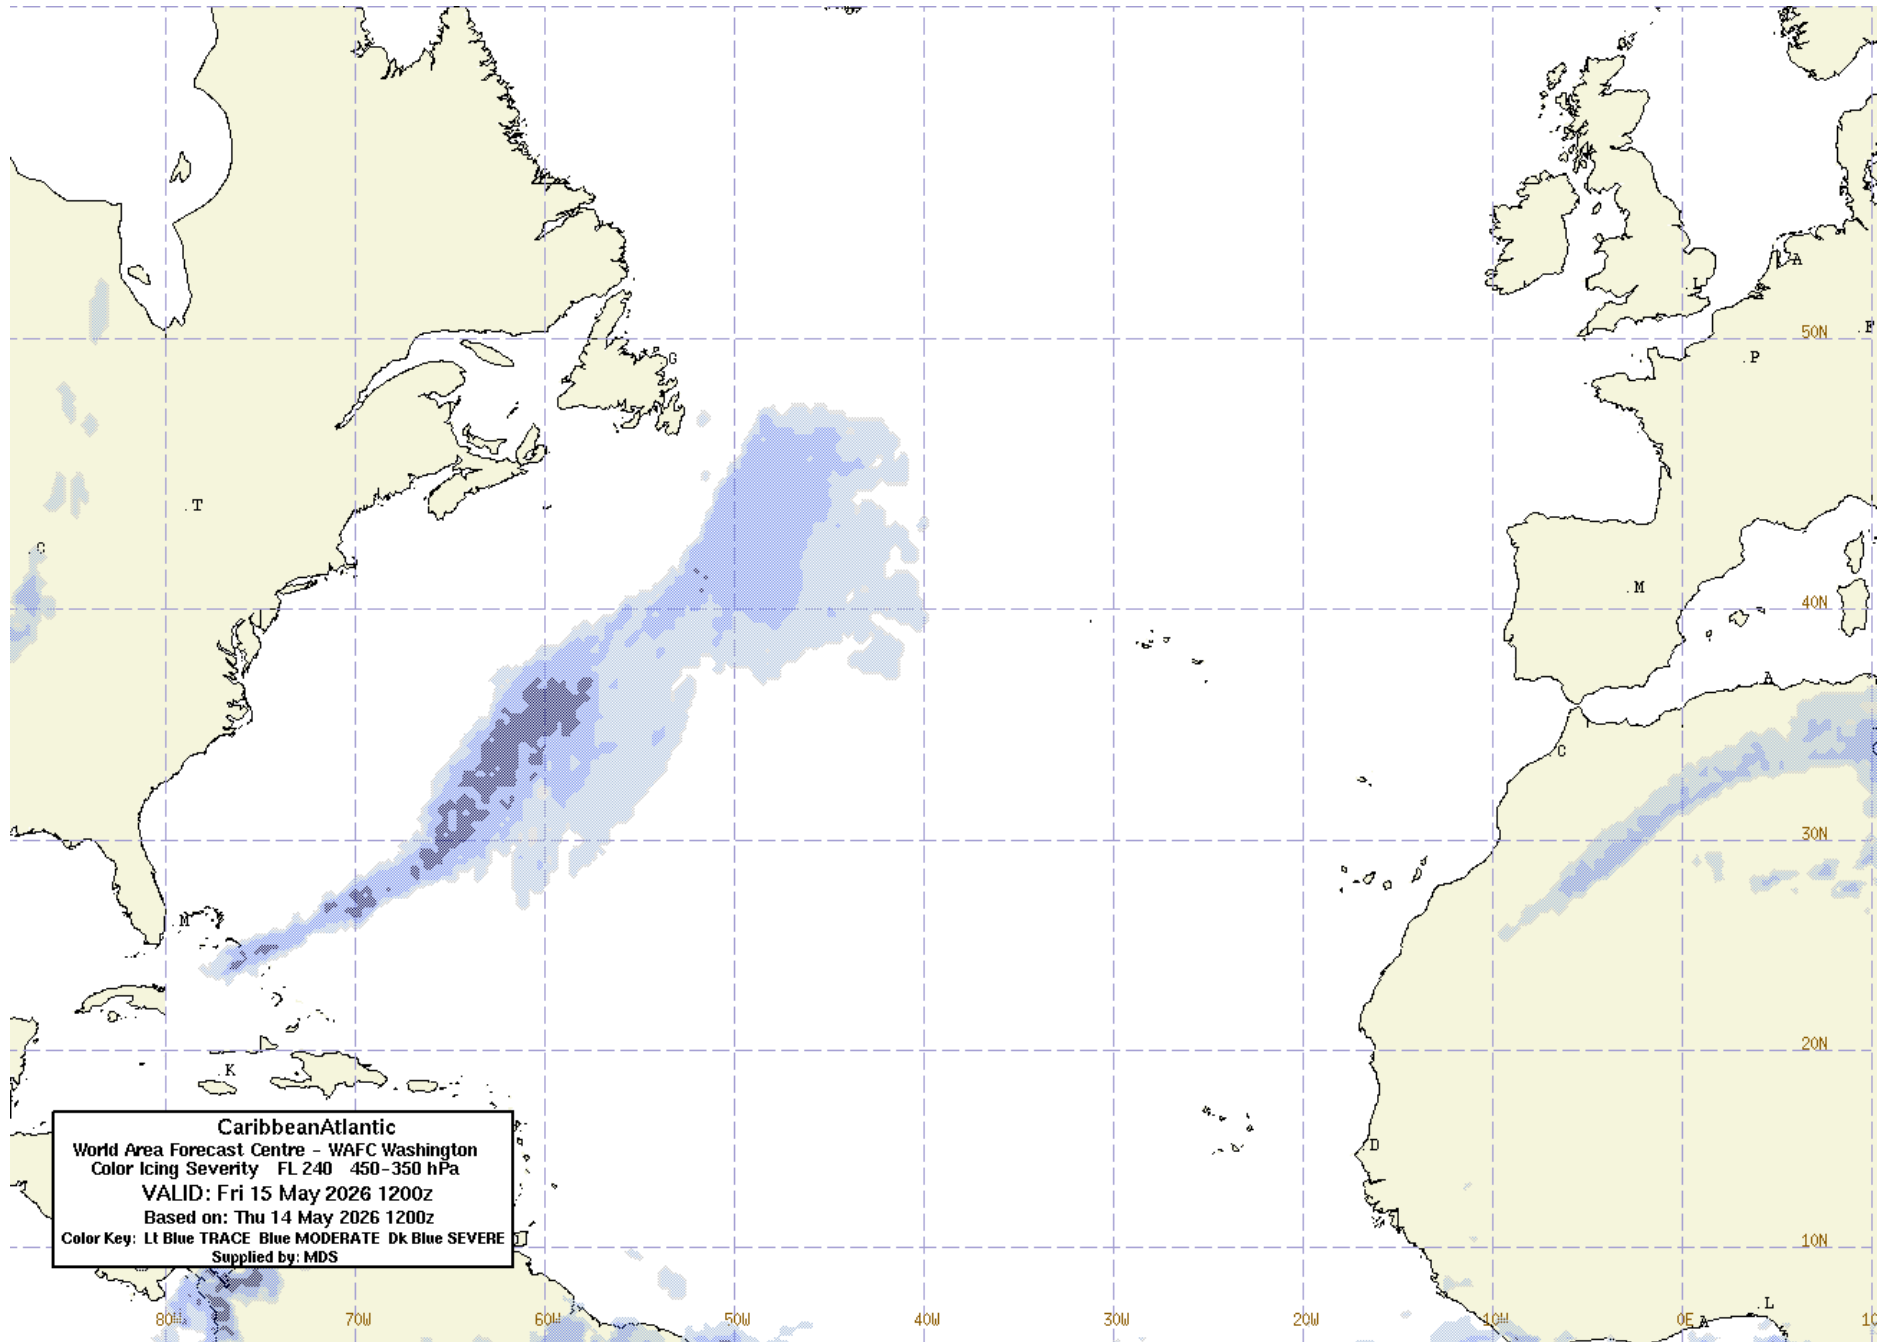 G
A
L
F
50N
P
T
C
M
40N
A
C
30N
M
20N
K
D
CaribbeanAtlantic
World Area Forecast Centre - WAFC Washington
Color Icing Severity FL 240 450-350 hPa
VALID: Fri 15 May 2026 1200z
Based on: Thu 14 May 2026 1200z
Color Key: Lt Blue TRACE Blue MODERATE Dk Blue SEVERE
Supplied by: MDS
10N
L
A
80W 70W 60W 50W 40W 30W 20W 10W 0E 10